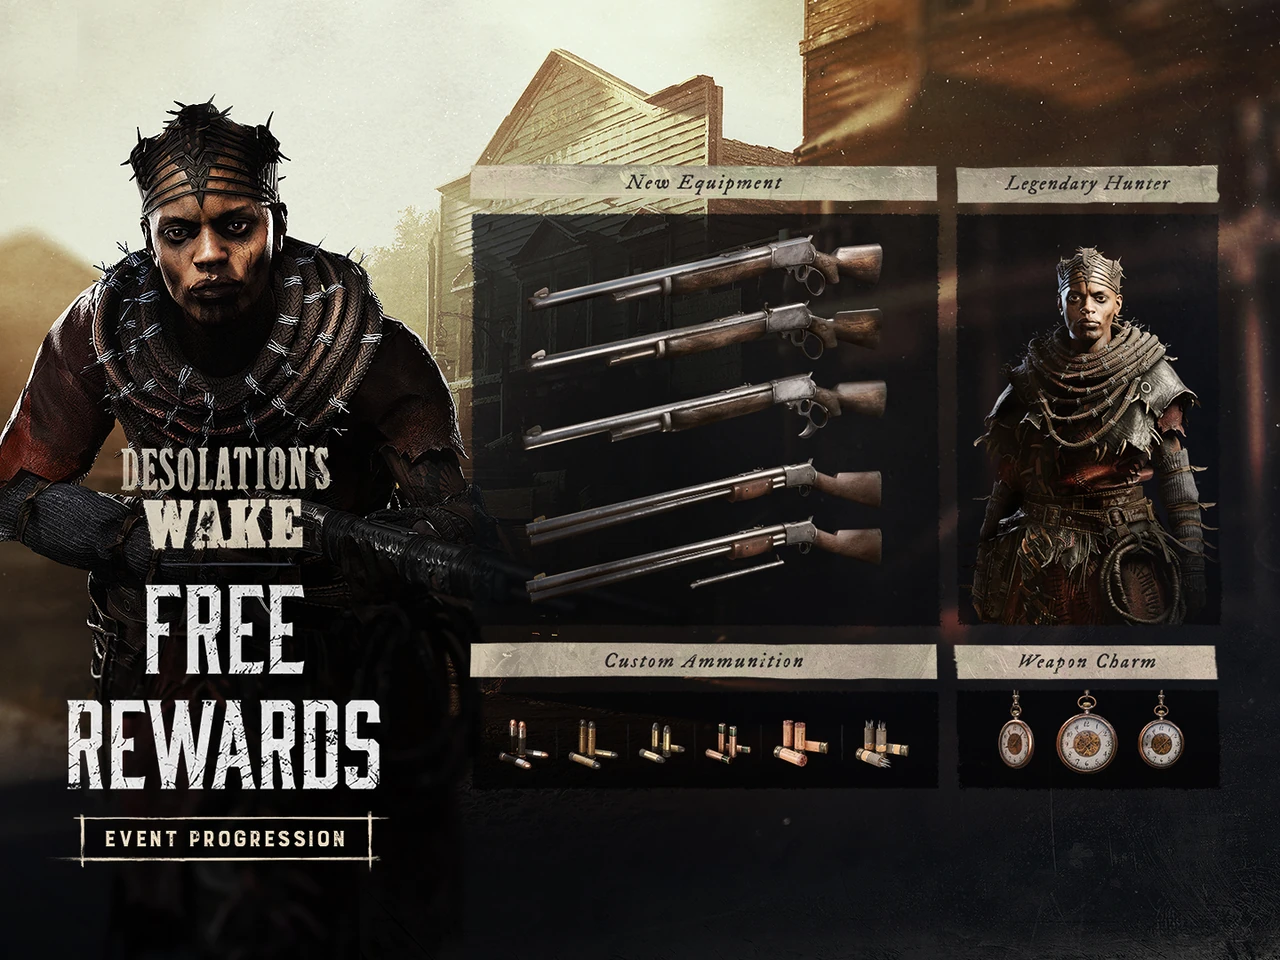 DESOLATION'S
WAKE
FREE
REWARDS
EVENT PROGRESSION
New Equipment
Legendary Hunter
Custom Ammunition
Weapon Charm